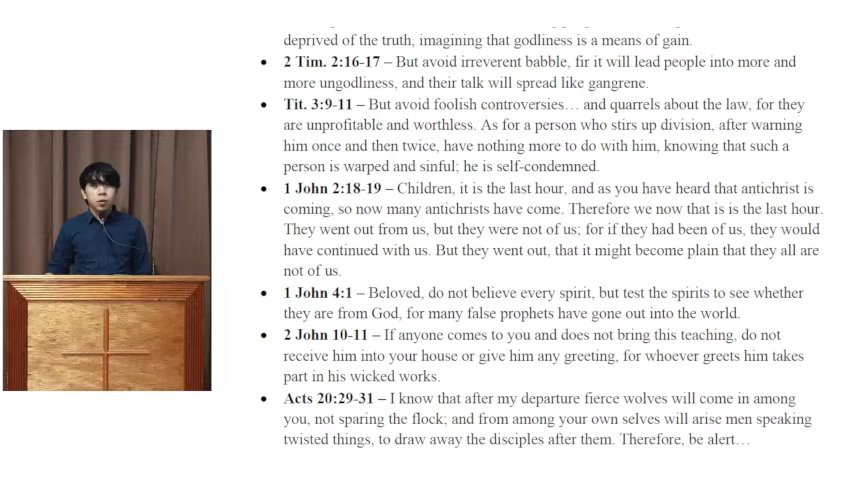 deprived of the truth, imagining that godliness is a means of gain.
• 2 Tim. 2:16-17 – But avoid irreverent babble, fir it will lead people into more and
more ungodliness, and their talk will spread like gangrene.
• Tit. 3:9-11 – But avoid foolish controversies… and quarrels about the law, for they
are unprofitable and worthless. As for a person who stirs up division, after warning
him once and then twice, have nothing more to do with him, knowing that such a
person is warped and sinful; he is self-condemned.
• 1 John 2:18-19 – Children, it is the last hour, and as you have heard that antichrist is
coming, so now many antichrists have come. Therefore we now that is is the last hour.
They went out from us, but they were not of us; for if they had been of us, they would
have continued with us. But they went out, that it might become plain that they all are
not of us.
• 1 John 4:1 – Beloved, do not believe every spirit, but test the spirits to see whether
they are from God, for many false prophets have gone out into the world.
• 2 John 10-11 – If anyone comes to you and does not bring this teaching, do not
receive him into your house or give him any greeting, for whoever greets him takes
part in his wicked works.
• Acts 20:29-31 – I know that after my departure fierce wolves will come in among
you, not sparing the flock; and from among your own selves will arise men speaking
twisted things, to draw away the disciples after them. Therefore, be alert…